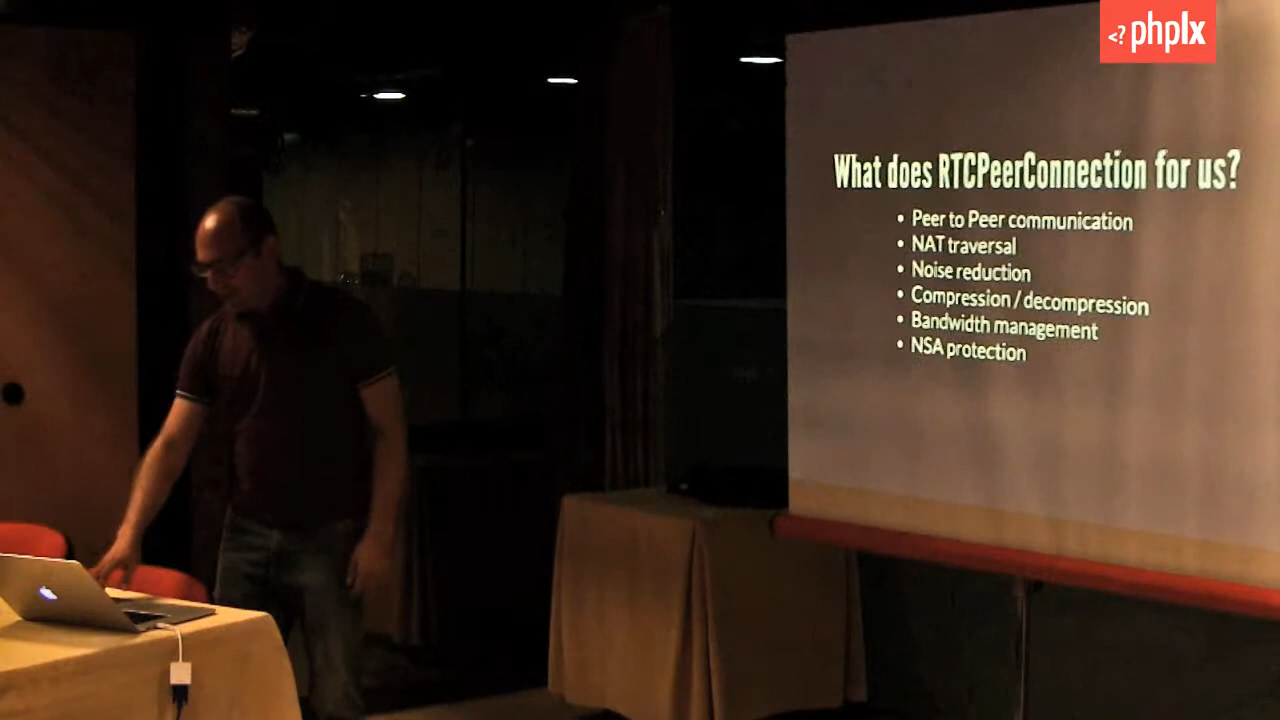 <? phplx
What does RTCPeerConnection for us?
• Peer to Peer communication
• NAT traversal
• Noise reduction
• Compression / decompression
• Bandwidth management
• NSA protection